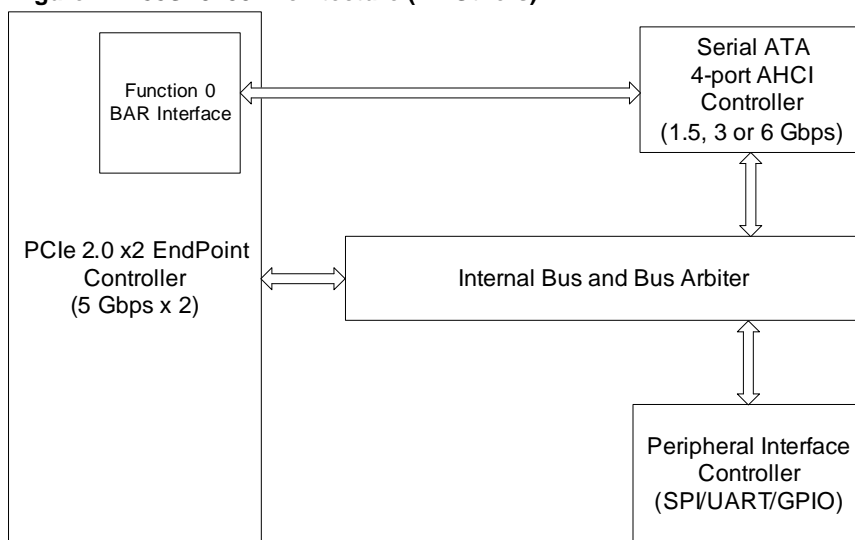 Function 0
BAR Interface
Serial ATA
4-port AHCI
Controller
(1.5, 3 or 6 Gbps)
PCIe 2.0 x2 EndPoint
Controller
(5 Gbps x 2)
Internal Bus and Bus Arbiter
Peripheral Interface
Controller
(SPI/UART/GPIO)